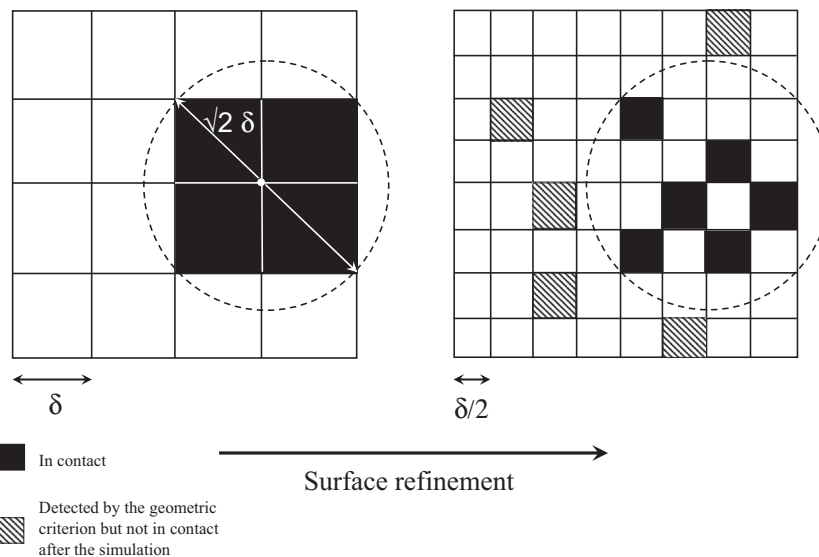 √2 δ
δ
δ/2
In contact
Surface refinement
Detected by the geometric
criterion but not in contact
after the simulation